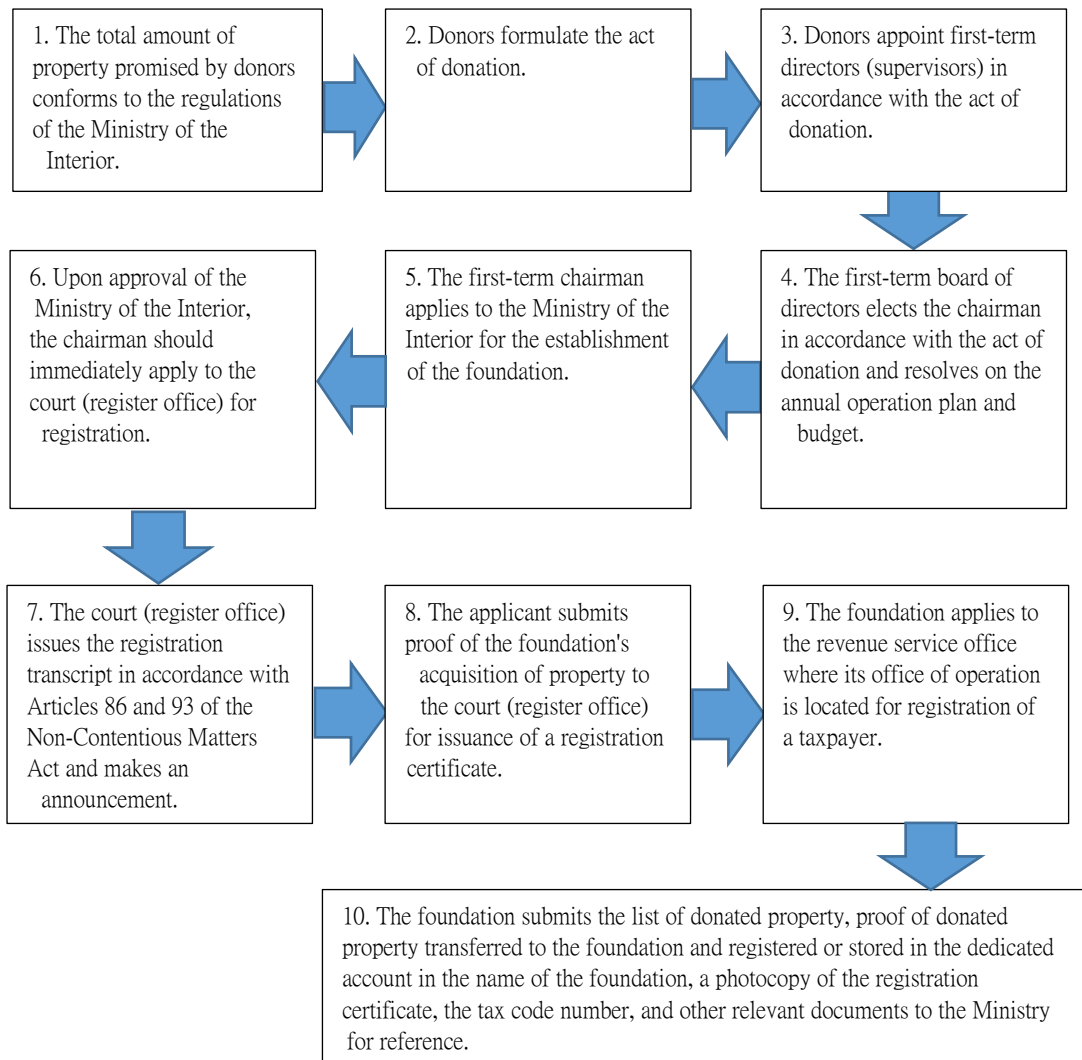 1. The total amount of
property promised by donors
conforms to the regulations
of the Ministry of the
Interior.
2. Donors formulate the act
of donation.
3. Donors appoint first-term
directors (supervisors) in
accordance with the act of
donation.
4. The first-term board of
directors elects the chairman
in accordance with the act of
donation and resolves on the
annual operation plan and
budget.
5. The first-term chairman
applies to the Ministry of the
Interior for the establishment
of the foundation.
6. Upon approval of the
Ministry of the Interior,
the chairman should
immediately apply to the
court (register office) for
registration.
7. The court (register office)
issues the registration
transcript in accordance with
Articles 86 and 93 of the
Non-Contentious Matters
Act and makes an
announcement.
8. The applicant submits
proof of the foundation's
acquisition of property to
the court (register office)
for issuance of a registration
certificate.
9. The foundation applies to
the revenue service office
where its office of operation
is located for registration of
a taxpayer.
10. The foundation submits the list of donated property, proof of donated
property transferred to the foundation and registered or stored in the dedicated
account in the name of the foundation, a photocopy of the registration
certificate, the tax code number, and other relevant documents to the Ministry
for reference.